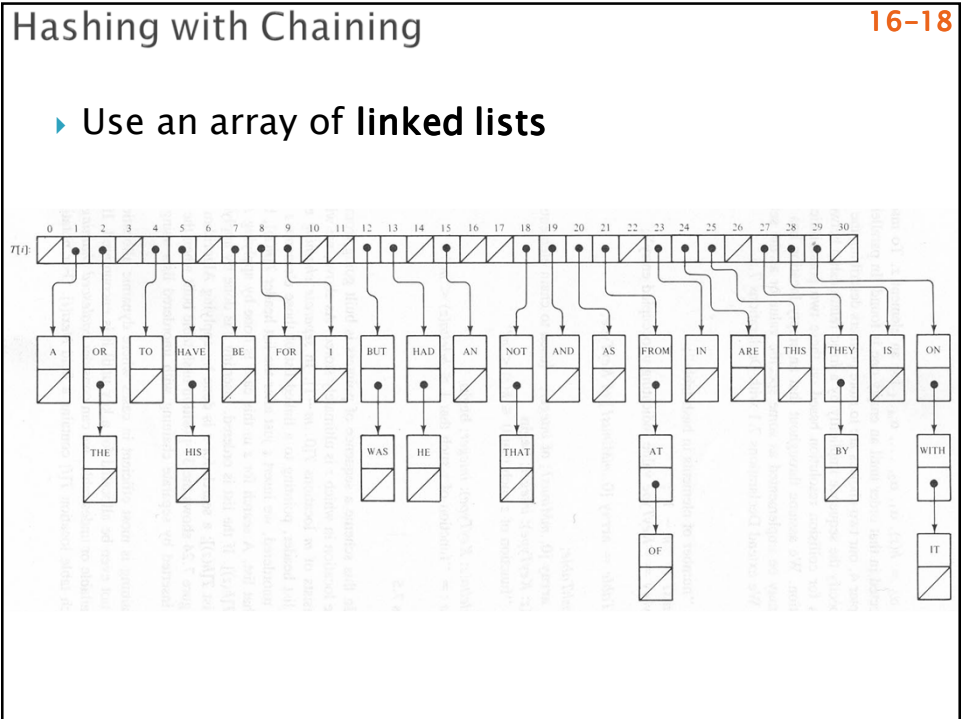 Hashing with Chaining
16-18
Use an array of linked lists
0 1 2 3 4 5 6 7 8 9 10 11 12 13 14 15 16 17 18 19 20 21 22 23 24 25 26 27 28 29 30
T[i]:
A OR TO HAVE BE FOR I BUT HAD AN NOT AND AS FROM IN ARE THIS THEY IS ON
THE HIS WAS HE THAT AT BY WITH
OF IT